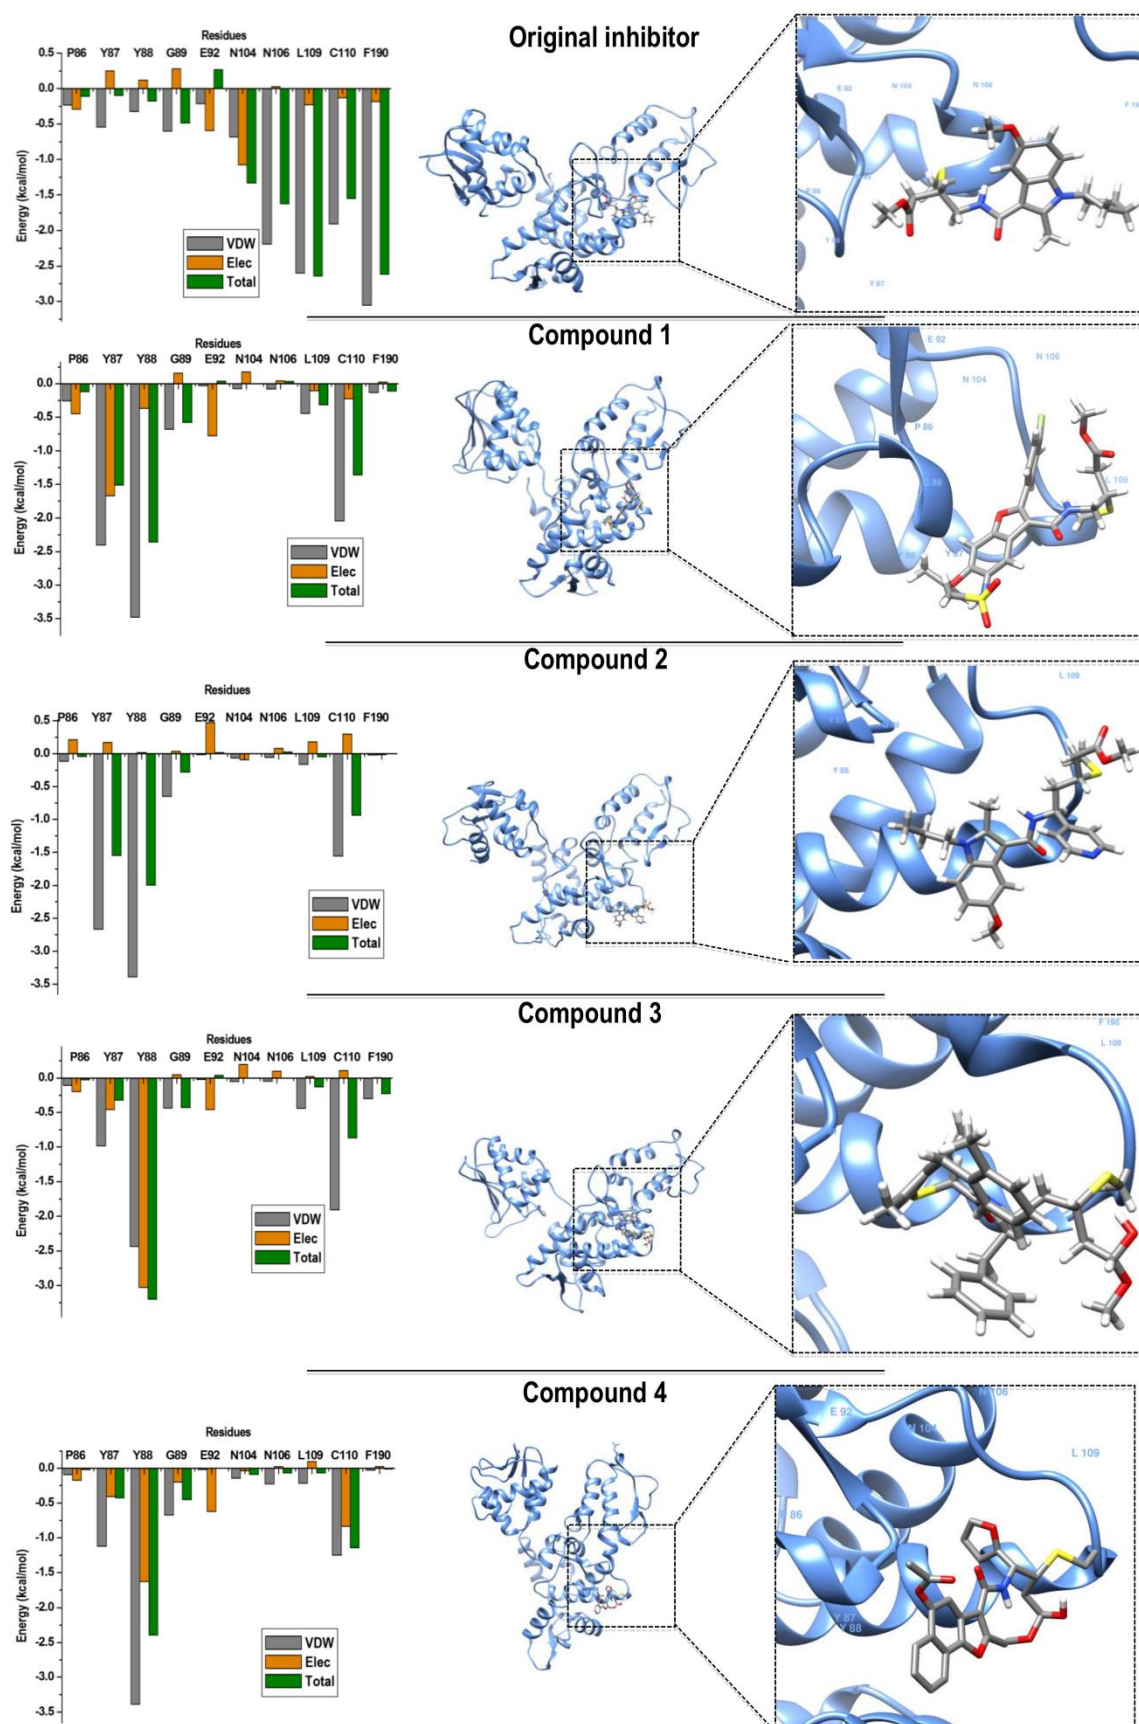 Original inhibitor
Residues
P86 Y87 Y88 G89 E92 N104 N106 L109 C110 F190
0.5
0.0
-0.5
-1.0
-1.5
-2.0
-2.5
-3.0
Energy (kcal/mol)
VDW
Elec
Total
E 92
N 104
N 106
F 19
P 86
Y 87
Compound 1
Residues
P86 Y87 Y88 G89 E92 N104 N106 L109 C110 F190
0.0
-0.5
-1.0
-1.5
-2.0
-2.5
-3.0
-3.5
Energy (kcal/mol)
VDW
Elec
Total
E 92
N 106
N 104
P 86
G 89
L 109
Y 87
88
Compound 2
Residues
P86 Y87 Y88 G89 E92 N104 N106 L109 C110 F190
0.5
0.0
-0.5
-1.0
-1.5
-2.0
-2.5
-3.0
-3.5
Energy (kcal/mol)
VDW
Elec
Total
L 109
Y 87
Compound 3
Residues
P86 Y87 Y88 G89 E92 N104 N106 L109 C110 F190
0.0
-0.5
-1.0
-1.5
-2.0
-2.5
-3.0
Energy (kcal/mol)
VDW
Elec
Total
F 190
L 109
Compound 4
Residues
P86 Y87 Y88 G89 E92 N104 N106 L109 C110 F190
0.0
-0.5
-1.0
-1.5
-2.0
-2.5
-3.0
-3.5
Energy (kcal/mol)
VDW
Elec
Total
N 106
E 92
N 104
L 109
86
Y 87
Y 88